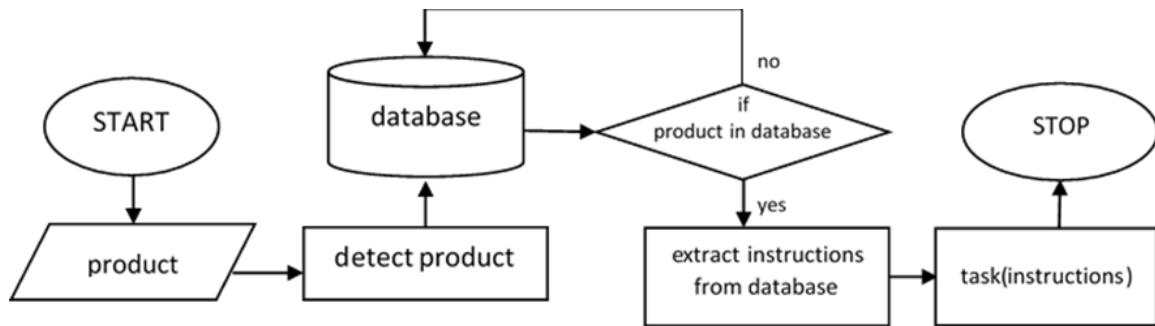 START
product
detect product
database
if
product in database
no
yes
extract instructions
from database
task(instructions)
STOP